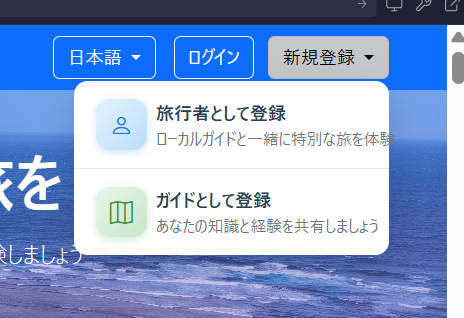 日本語
ログイン
新規登録
旅行者として登録
ローカルガイドと一緒に特別な旅を体験
ガイドとして登録
あなたの知識と経験を共有しましょう
旅を
験しましょう